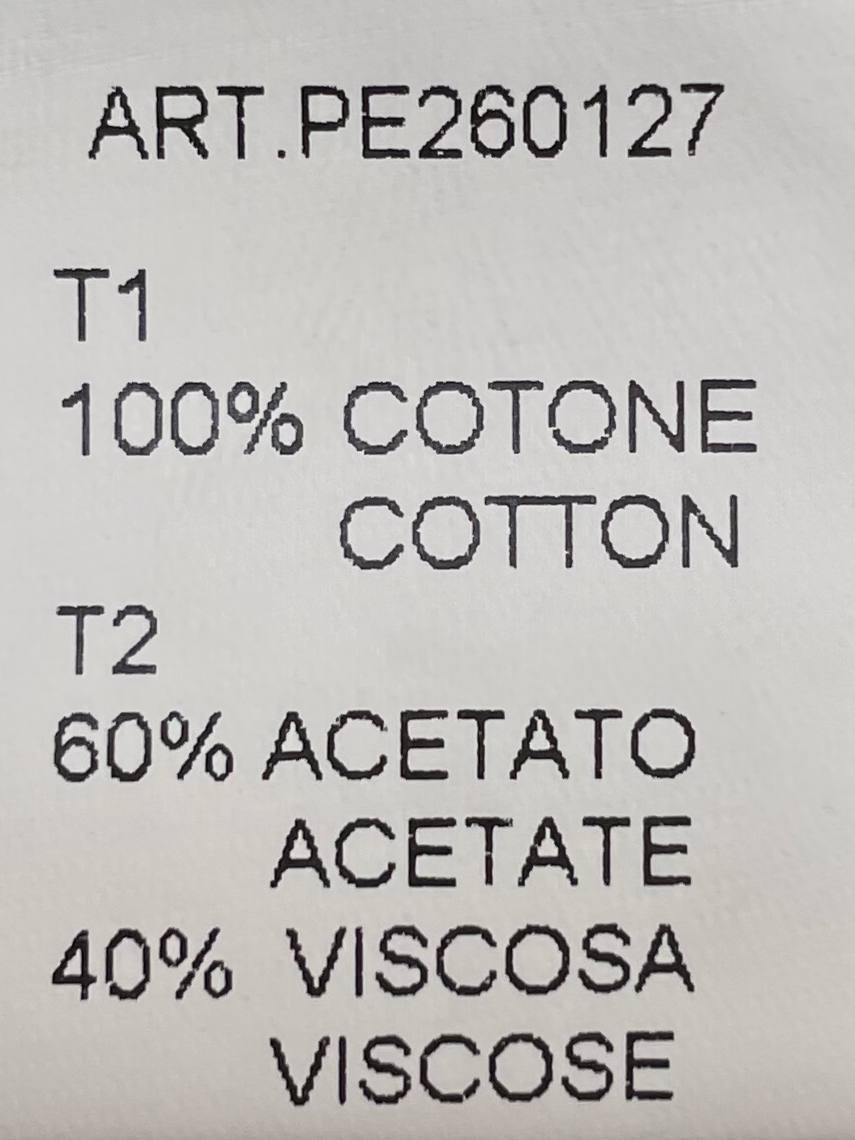 ART.PE260127
T1
100% COTONE
COTTON
T2
60% ACETATO
ACETATE
40% VISCOSA
VISCOSE